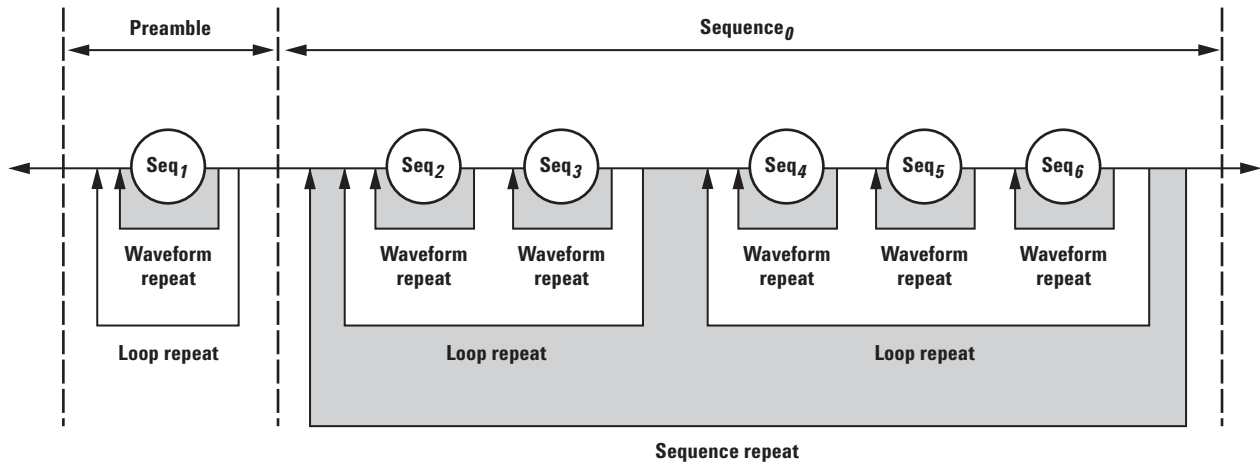 Preamble
Sequence0
Seq1
Seq2
Seq3
Seq4
Seq5
Seq6
Waveform
repeat
Waveform
repeat
Waveform
repeat
Waveform
repeat
Waveform
repeat
Waveform
repeat
Loop repeat
Loop repeat
Loop repeat
Sequence repeat